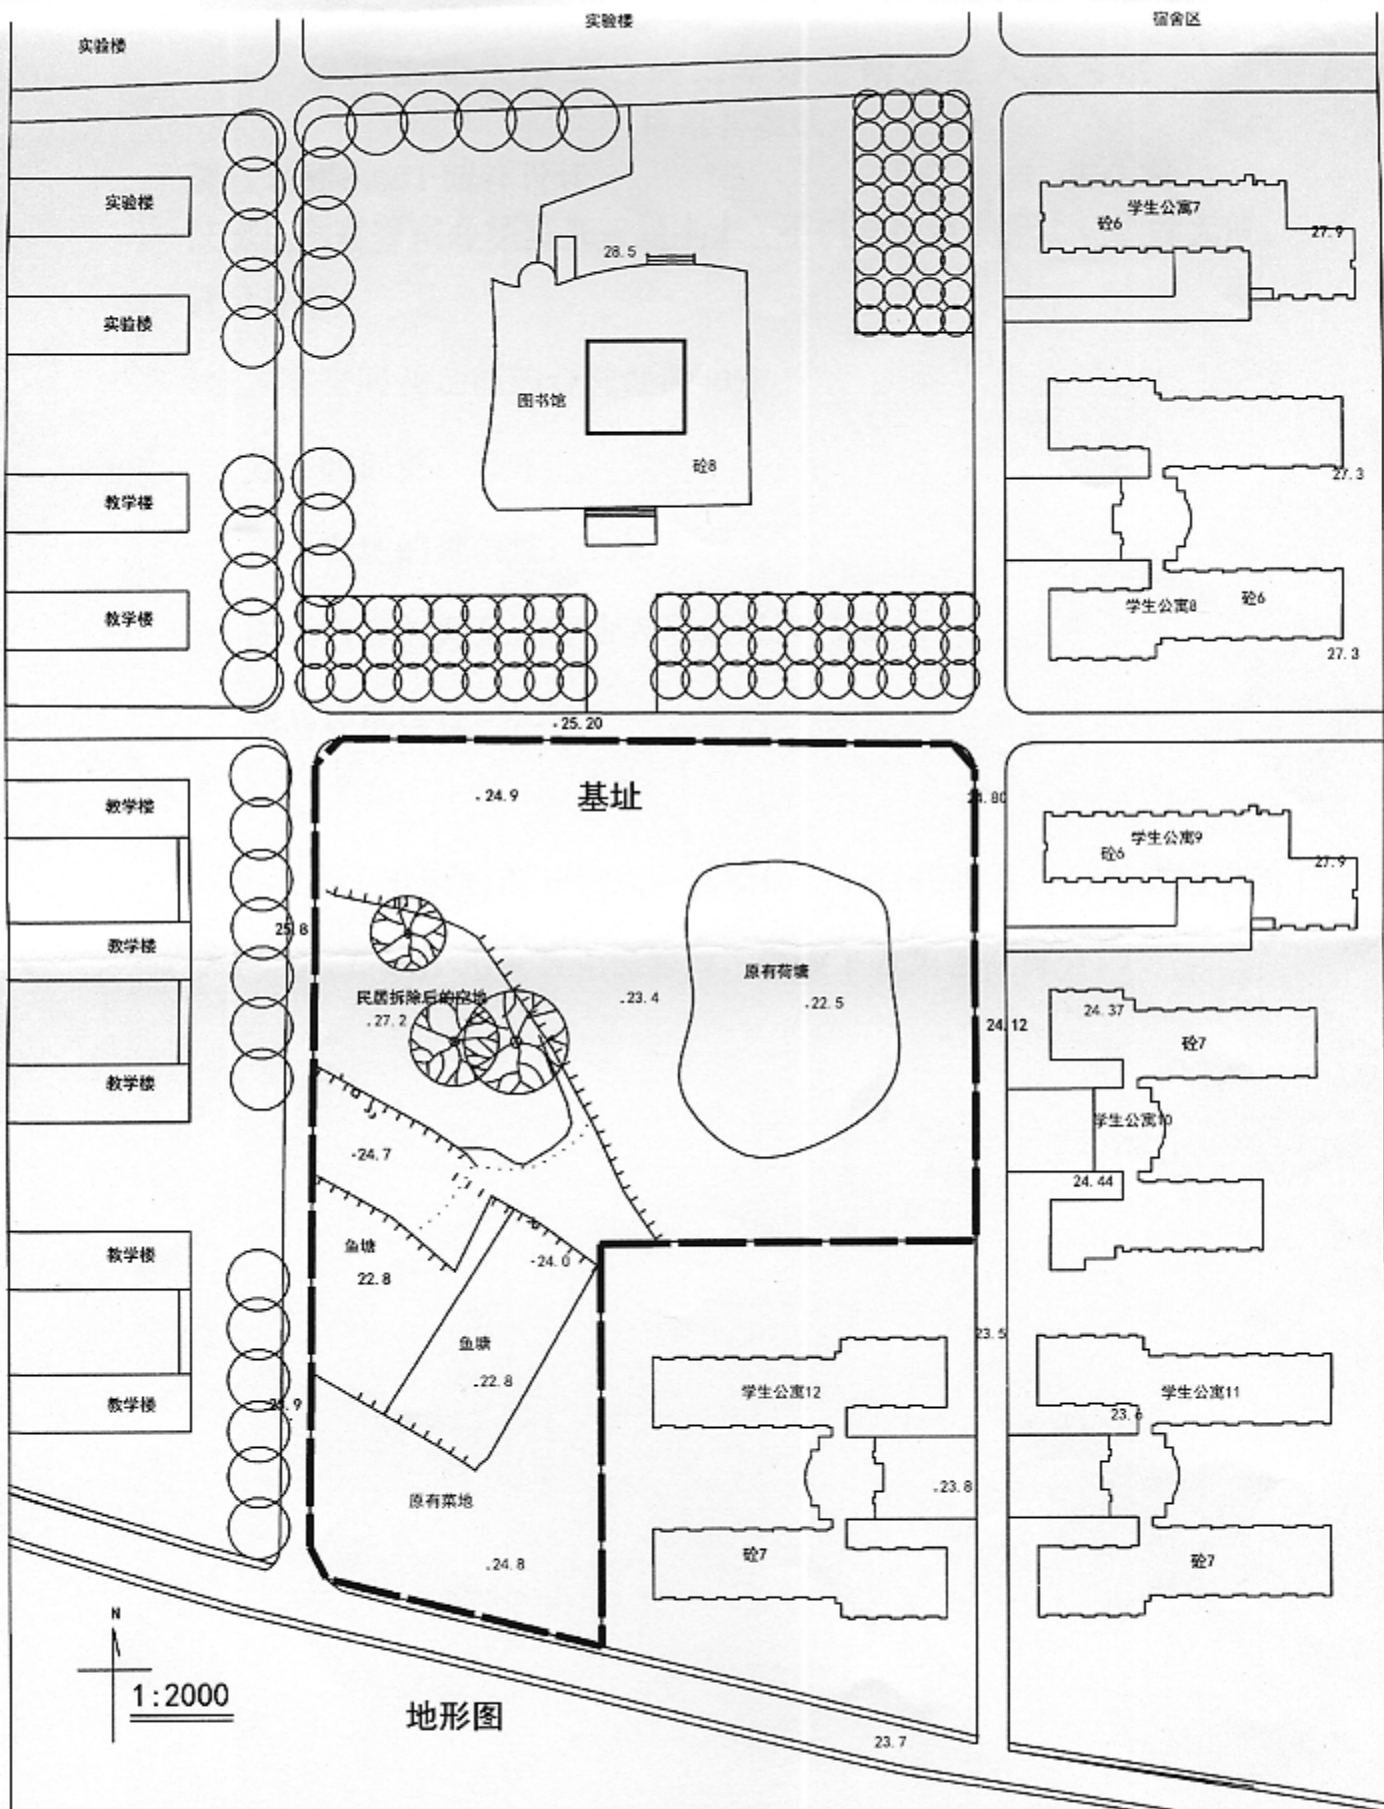 实验楼
宿舍区
实验楼
实验楼
学生公寓7
砼6
27.9
28.5
实验楼
图书馆
砼8
27.3
教学楼
教学楼
学生公寓8
砼6
27.3
.25.20
.24.9
基址
24.80
教学楼
学生公寓9
砼6
27.9
25.8
教学楼
民居拆除后的空地
.27.2
.23.4
原有荷塘
.22.5
24.12
24.37
砼7
教学楼
学生公寓10
.24.7
24.44
教学楼
鱼塘
22.8
.24.0
23.5
鱼塘
.22.8
学生公寓12
学生公寓11
教学楼
23.6
原有菜地
.23.8
.24.8
砼7
砼7
N
1:2000
地形图
23.7